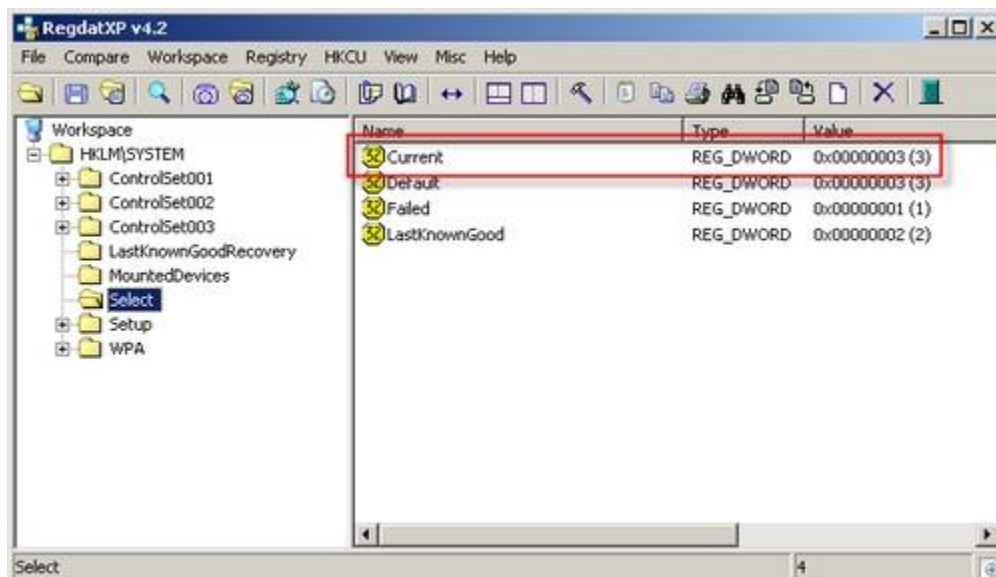 RegdatXP v4.2
File Compare Workspace Registry HKCU View Misc Help
Workspace
HKLM\SYSTEM
ControlSet001
ControlSet002
ControlSet003
LastKnownGoodRecovery
MountedDevices
Select
Setup
WPA
Name Type Value
Current REG_DWORD 0x00000003 (3)
Default REG_DWORD 0x00000003 (3)
Failed REG_DWORD 0x00000001 (1)
LastKnownGood REG_DWORD 0x00000002 (2)
Select 4